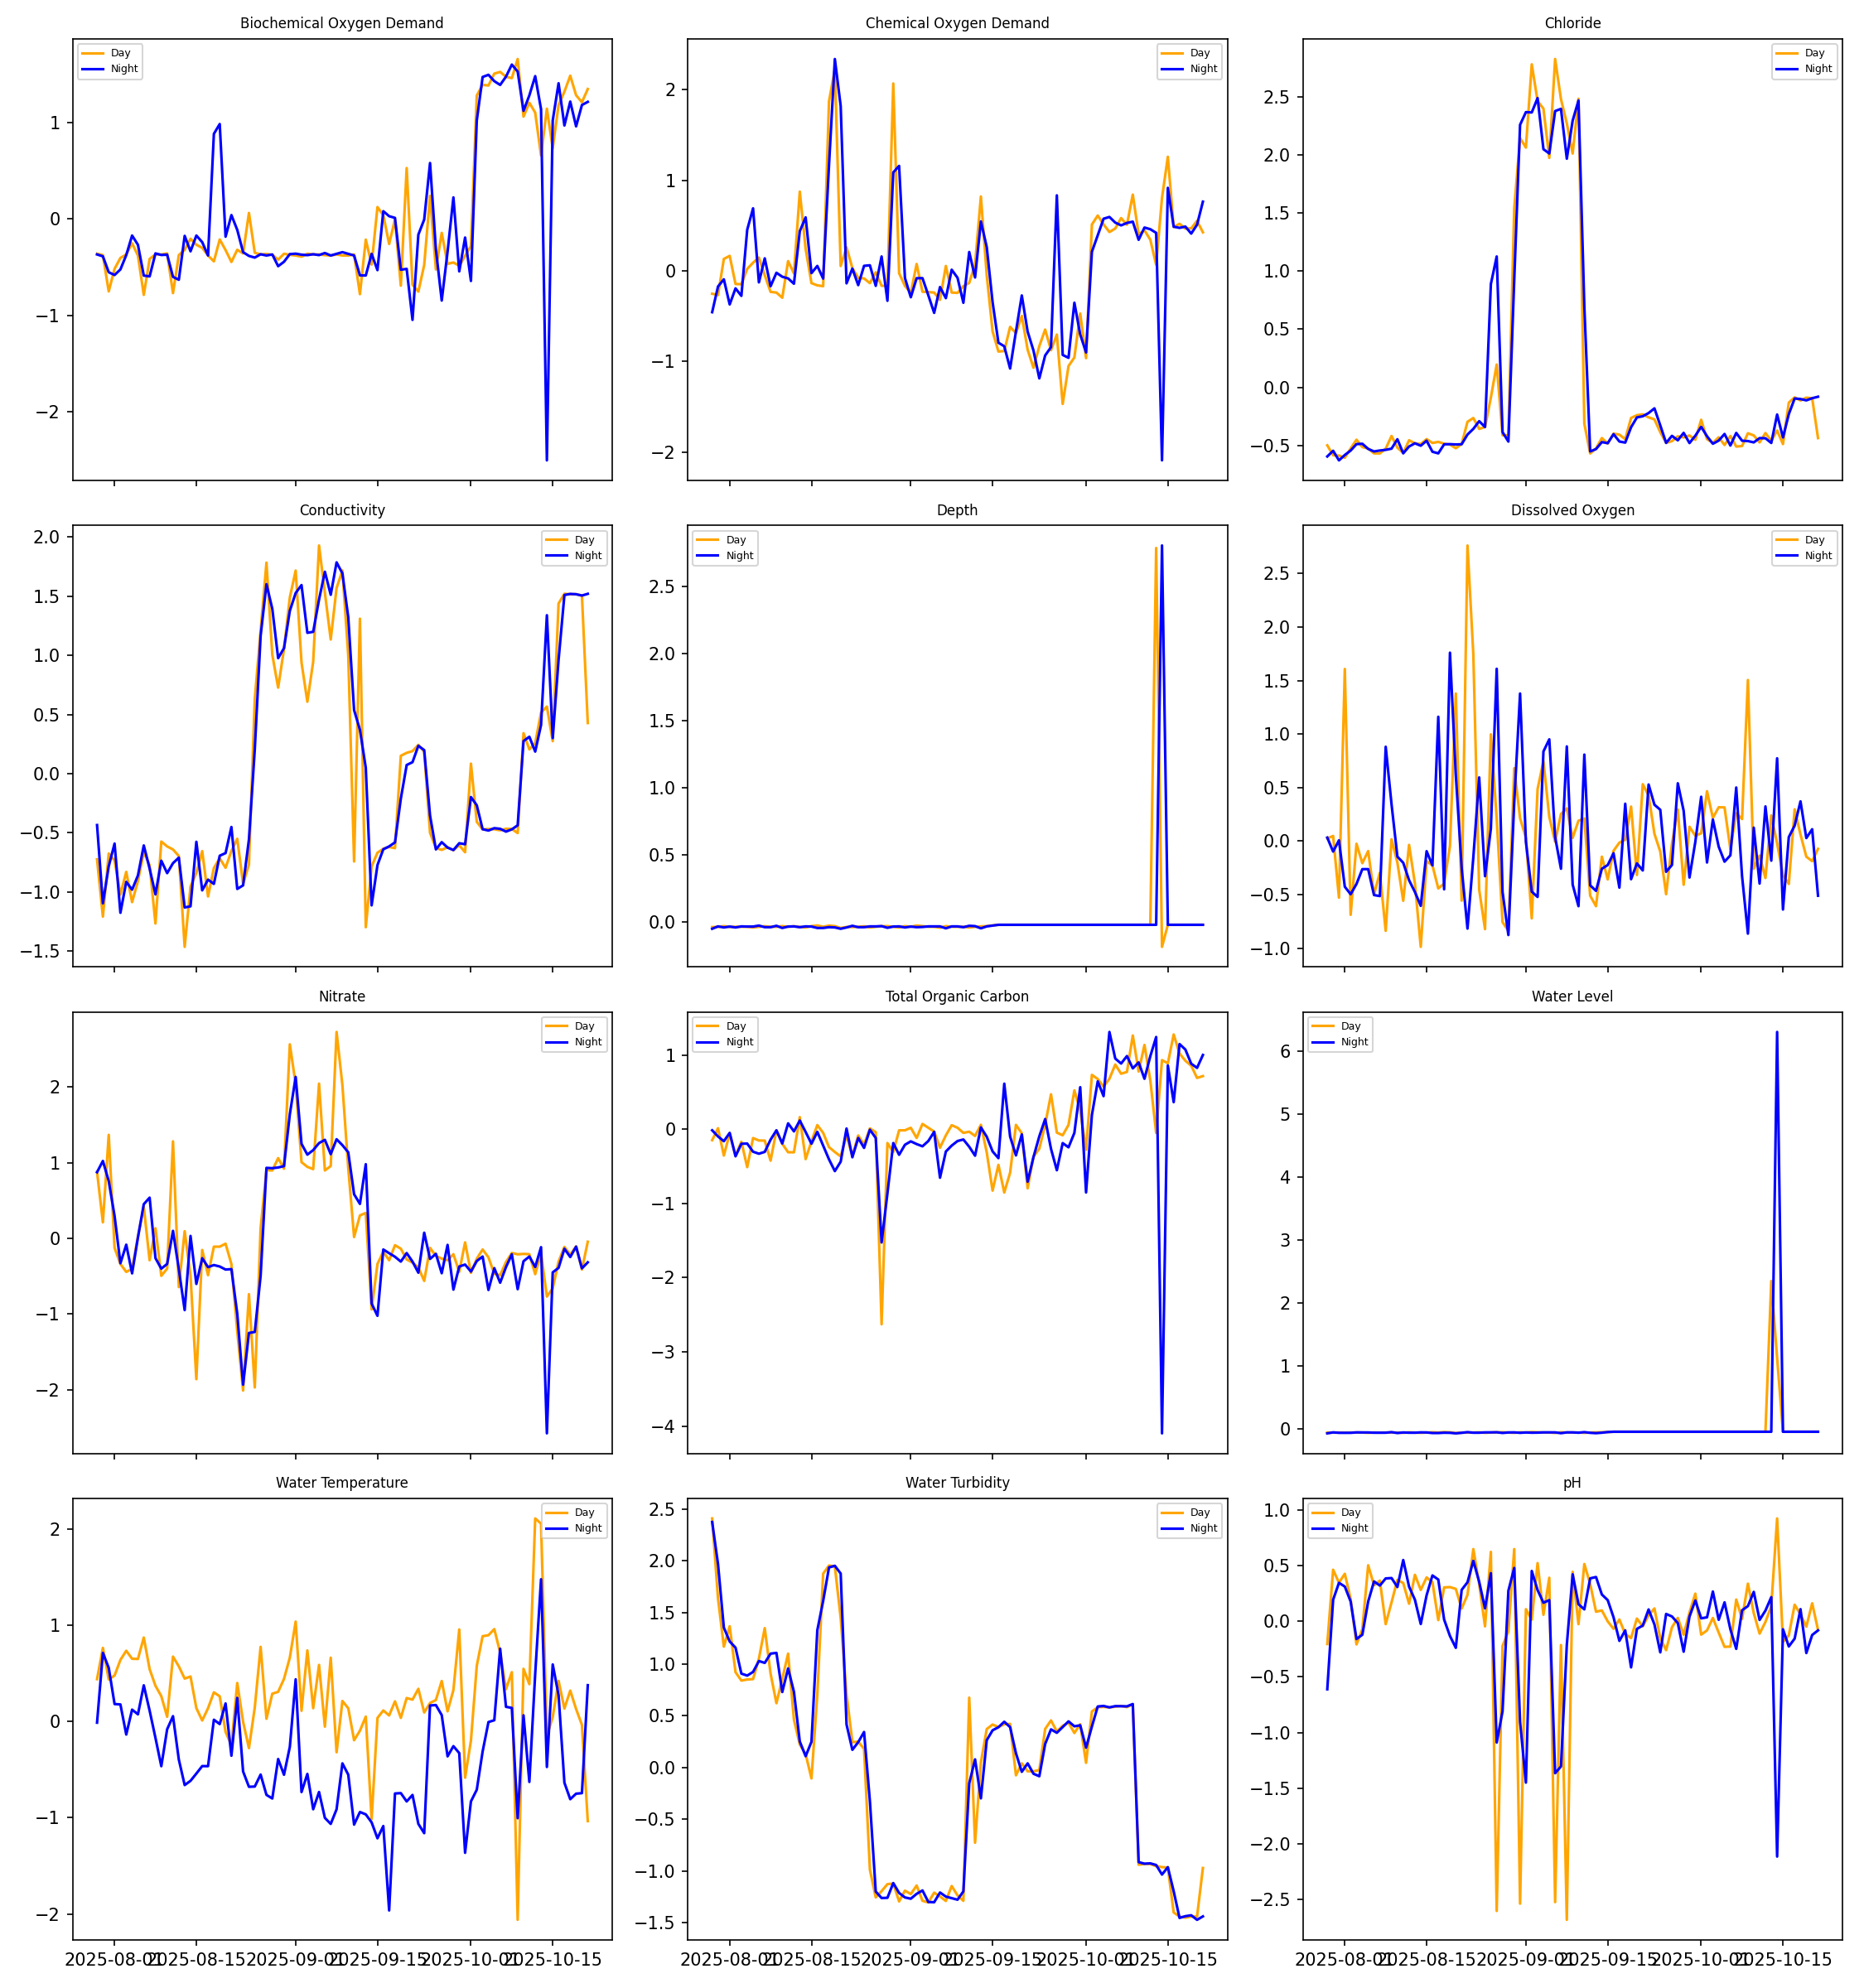 Biochemical Oxygen Demand
Day
Night
1
0
−1
−2
Chemical Oxygen Demand
Day
Night
2
1
0
−1
−2
Chloride
Day
Night
2.5
2.0
1.5
1.0
0.5
0.0
−0.5
Conductivity
Day
Night
2.0
1.5
1.0
0.5
0.0
−0.5
−1.0
−1.5
Depth
Day
Night
2.5
2.0
1.5
1.0
0.5
0.0
Dissolved Oxygen
Day
Night
2.5
2.0
1.5
1.0
0.5
0.0
−0.5
−1.0
Nitrate
Day
Night
2
1
0
−1
−2
Total Organic Carbon
Day
Night
1
0
−1
−2
−3
−4
Water Level
Day
Night
6
5
4
3
2
1
0
Water Temperature
Day
Night
2
1
0
−1
−2
2025-08-01 2025-08-15 2025-09-01 2025-09-15 2025-10-01 2025-10-15
Water Turbidity
Day
Night
2.5
2.0
1.5
1.0
0.5
0.0
−0.5
−1.0
−1.5
2025-08-01 2025-08-15 2025-09-01 2025-09-15 2025-10-01 2025-10-15
pH
Day
Night
1.0
0.5
0.0
−0.5
−1.0
−1.5
−2.0
−2.5
2025-08-01 2025-08-15 2025-09-01 2025-09-15 2025-10-01 2025-10-15